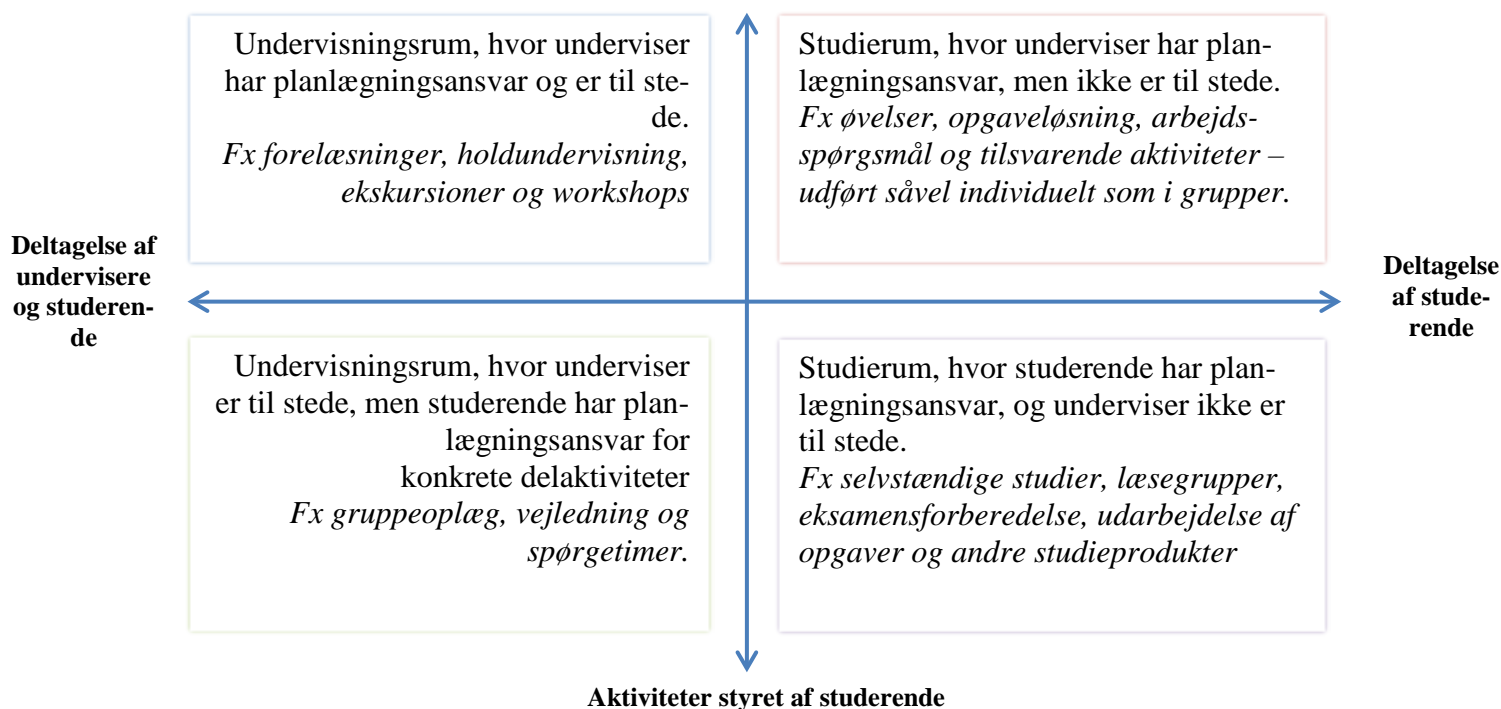 Undervisningsrum, hvor underviser
har planlægningsansvar og er til ste-
de.
Fx forelæsninger, holdundervisning,
ekskursioner og workshops
Studierum, hvor underviser har plan-
lægningsansvar, men ikke er til stede.
Fx øvelser, opgaveløsning, arbejds-
spørgsmål og tilsvarende aktiviteter –
udført såvel individuelt som i grupper.
Deltagelse af
undervisere
og studeren-
de
Deltagelse
af stude-
rende
Undervisningsrum, hvor underviser
er til stede, men studerende har plan-
lægningsansvar for
konkrete delaktiviteter
Fx gruppeoplæg, vejledning og
spørgetimer.
Studierum, hvor studerende har plan-
lægningsansvar, og underviser ikke er
til stede.
Fx selvstændige studier, læsegrupper,
eksamensforberedelse, udarbejdelse af
opgaver og andre studieprodukter
Aktiviteter styret af studerende